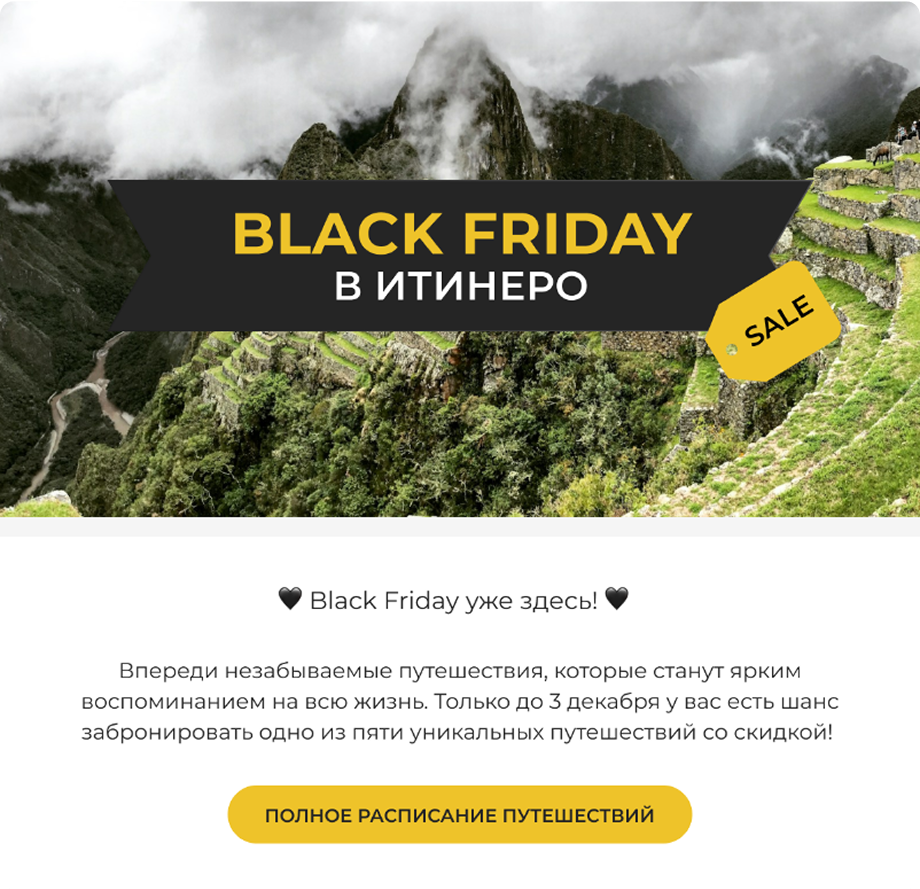 BLACK FRIDAY
В ИТИНЕРО
SALE
🖤 Black Friday уже здесь! 🖤
Впереди незабываемые путешествия, которые станут ярким
воспоминанием на всю жизнь. Только до 3 декабря у вас есть шанс
забронировать одно из пяти уникальных путешествий со скидкой!
ПОЛНОЕ РАСПИСАНИЕ ПУТЕШЕСТВИЙ